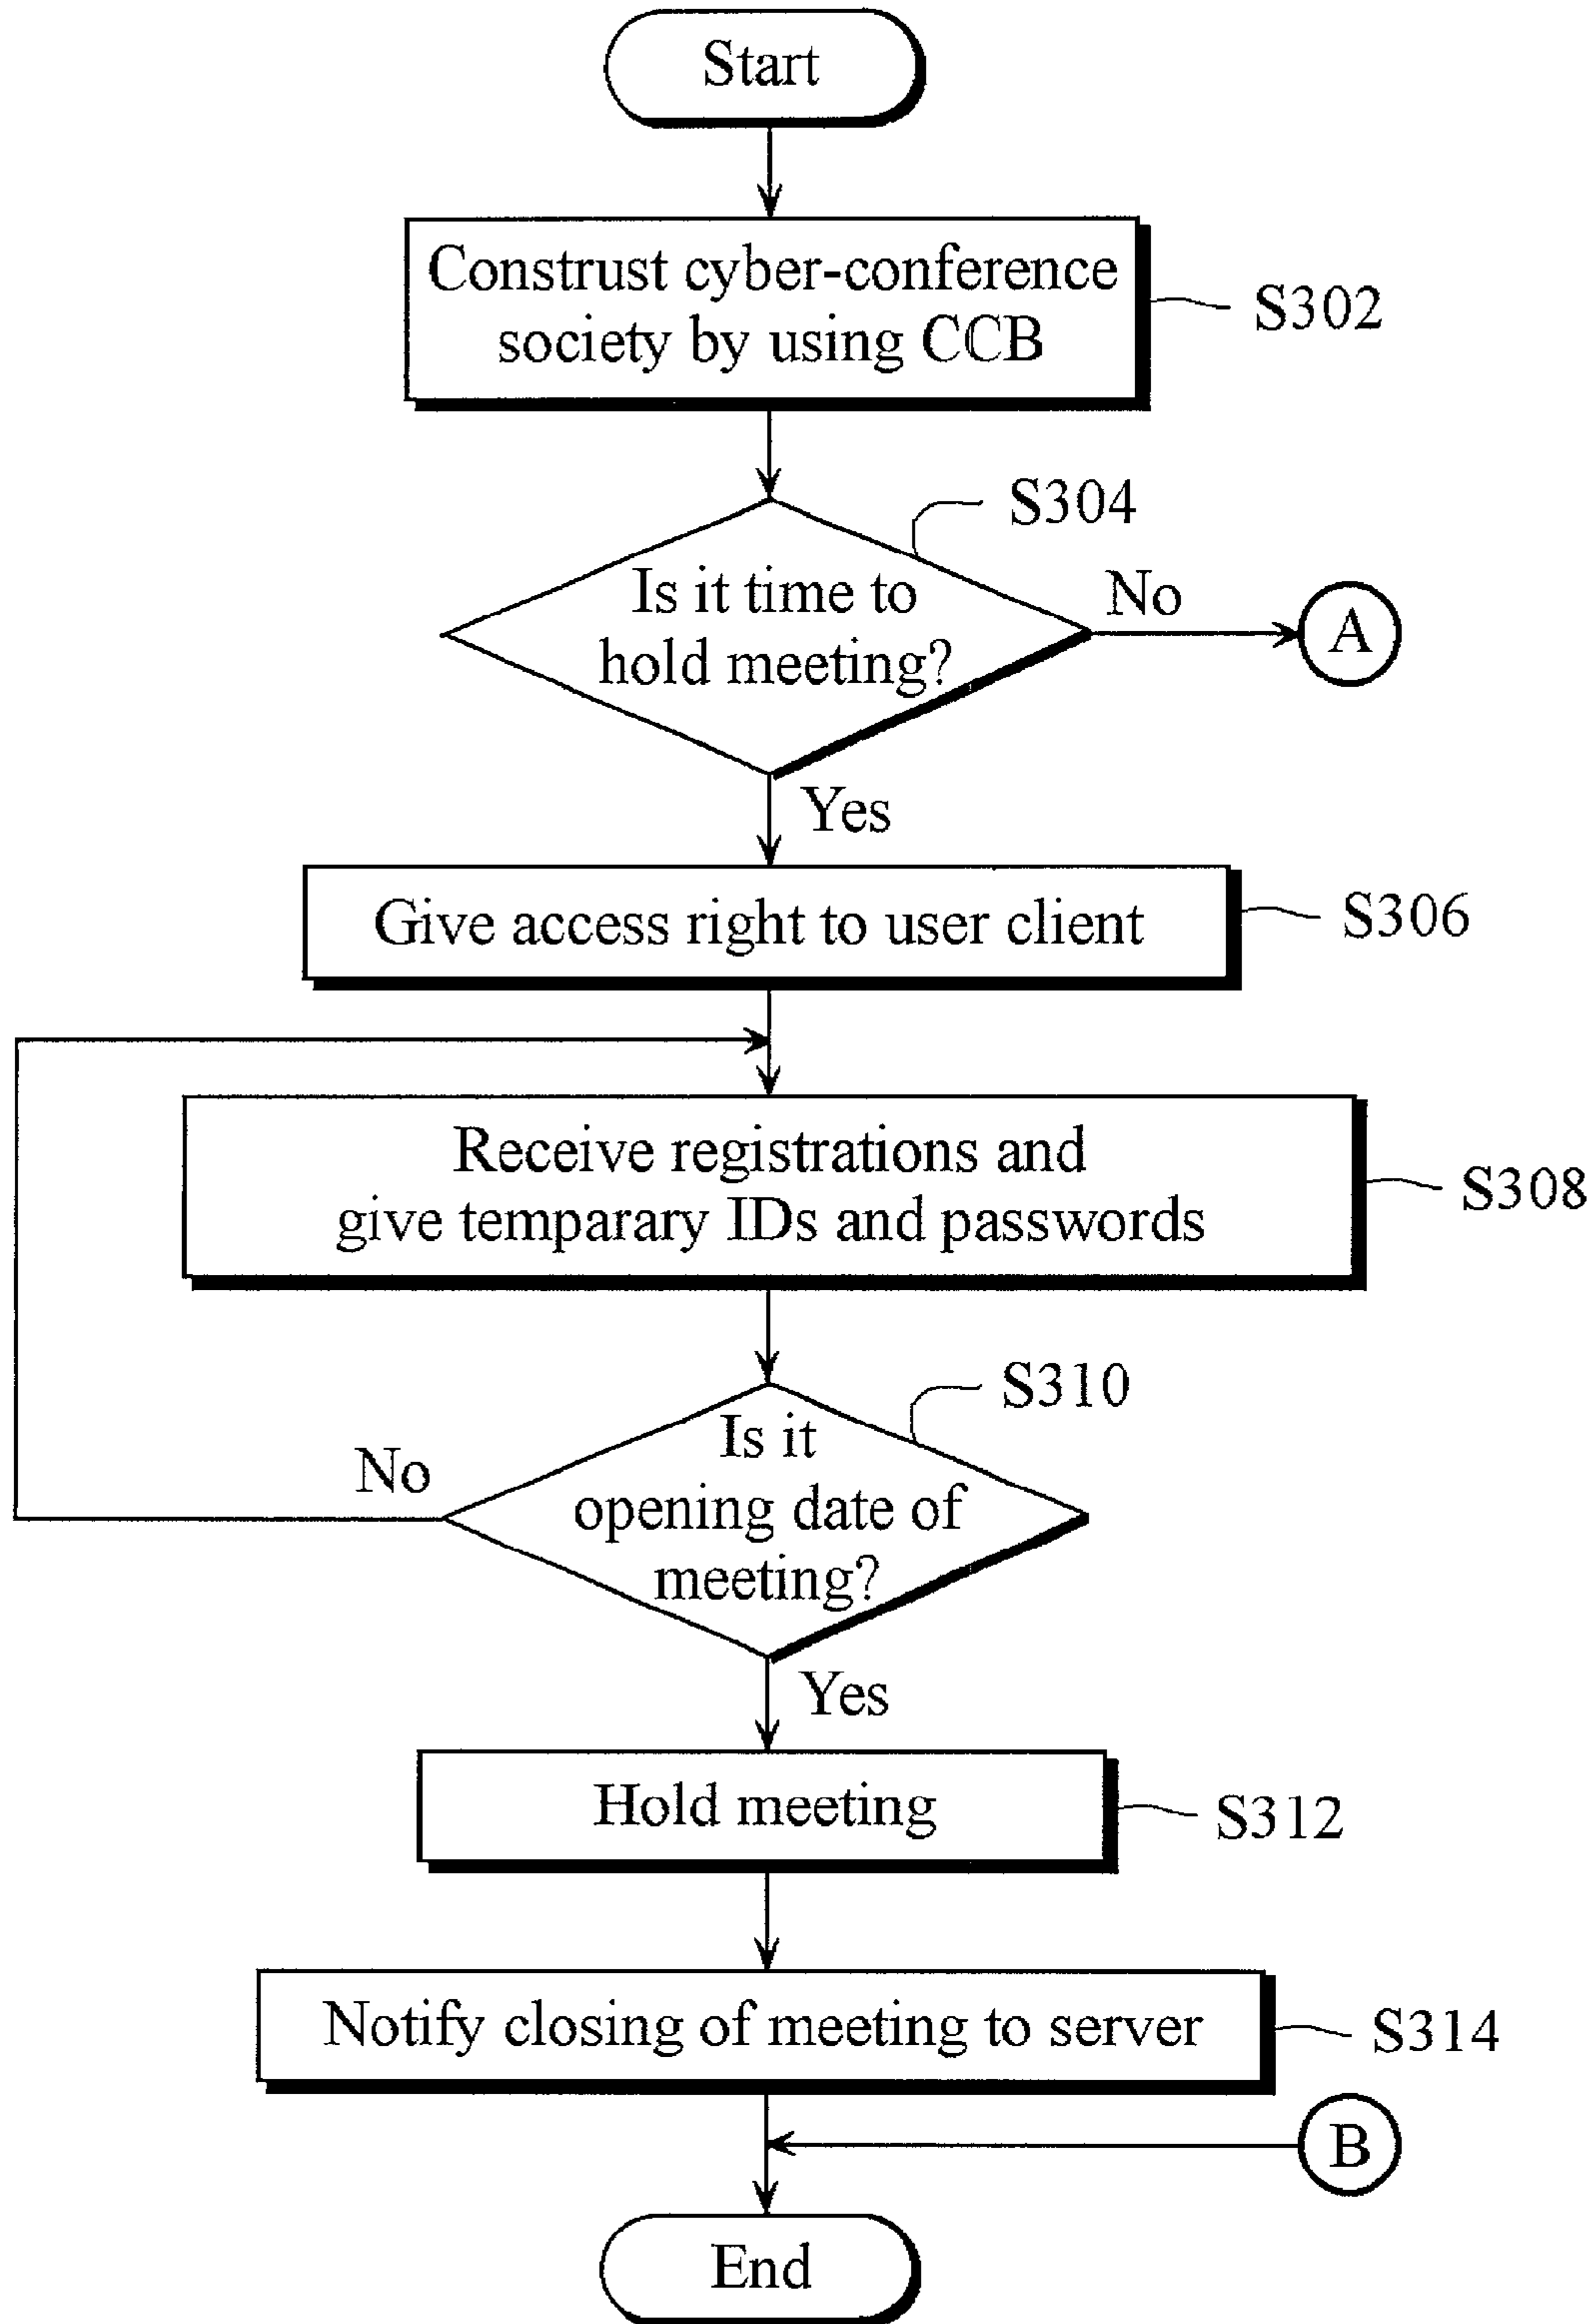 Start
Construst cyber-conference
society by using CCB
S302
S304
Is it time to
hold meeting?
No
A
Yes
Give access right to user client
S306
Receive registrations and
give temparary IDs and passwords
S308
S310
Is it
opening date of
meeting?
No
Yes
Hold meeting
S312
Notify closing of meeting to server
S314
B
End